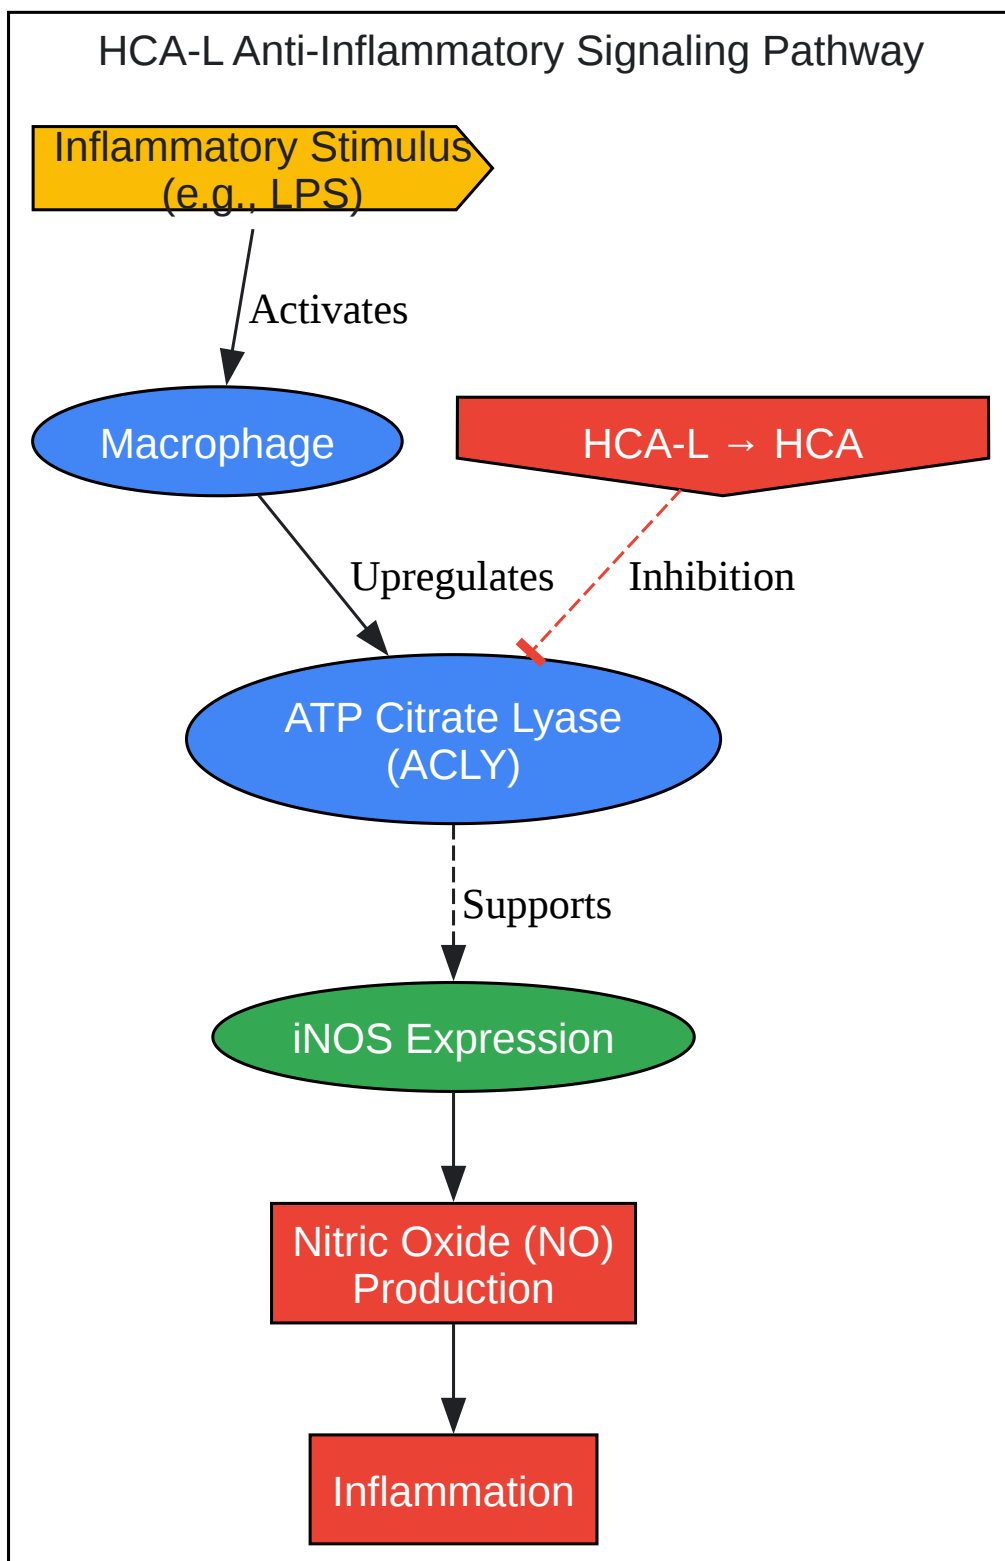 HCA-L Anti-Inflammatory Signaling Pathway
Inflammatory Stimulus
(e.g., LPS)
Activates
Macrophage
HCA-L → HCA
Upregulates
Inhibition
ATP Citrate Lyase
(ACLY)
Supports
iNOS Expression
Nitric Oxide (NO)
Production
Inflammation